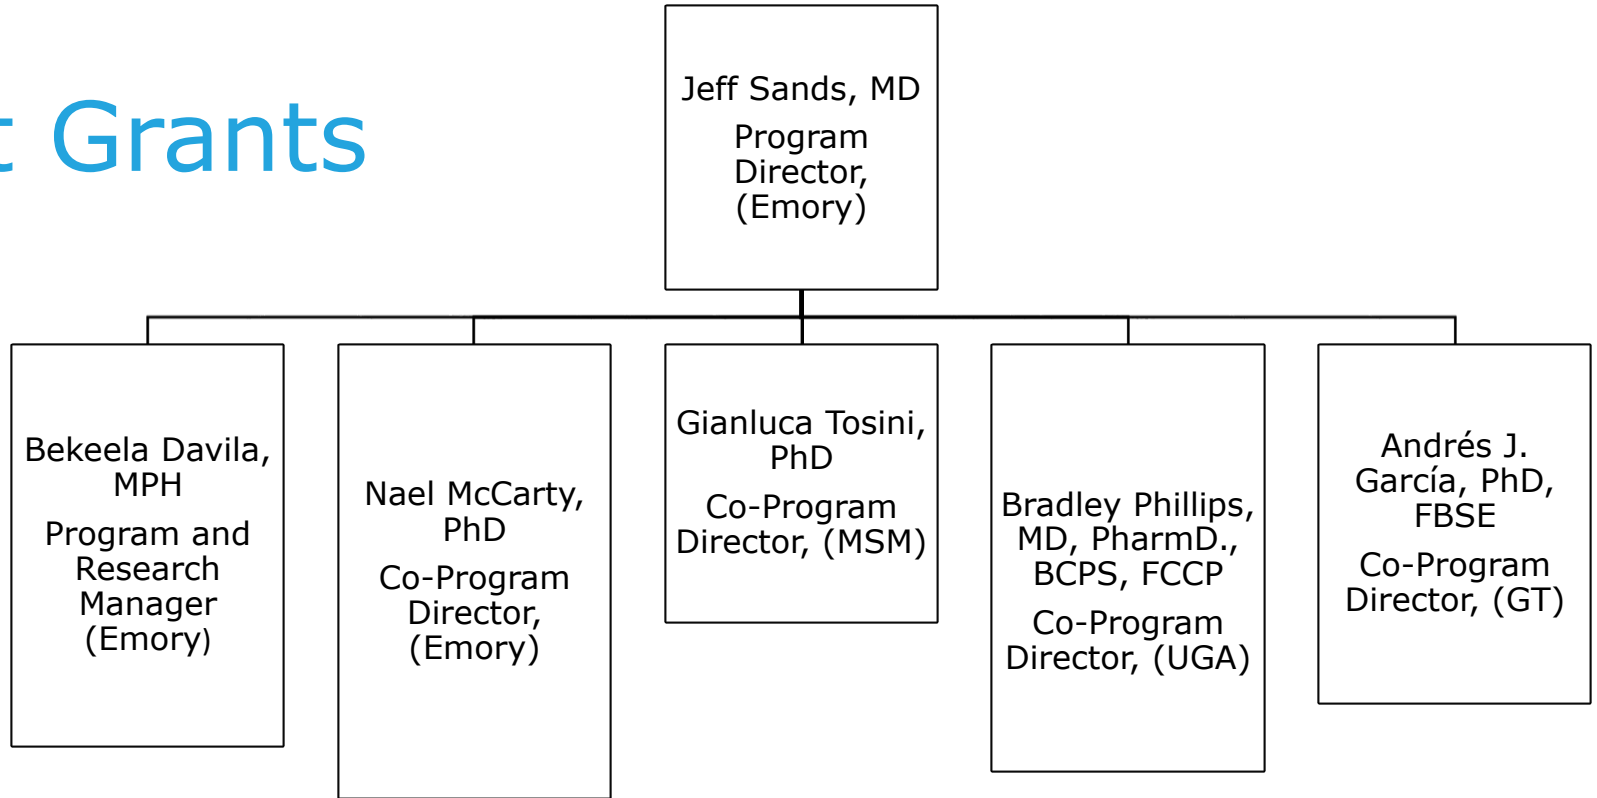 t Grants
Jeff Sands, MD
Program
Director,
(Emory)
Bekeela Davila,
MPH
Program and
Research
Manager
(Emory)
Nael McCarty,
PhD
Co-Program
Director,
(Emory)
Gianluca Tosini,
PhD
Co-Program
Director, (MSM)
Bradley Phillips,
MD, PharmD.,
BCPS, FCCP
Co-Program
Director, (UGA)
Andrés J.
García, PhD,
FBSE
Co-Program
Director, (GT)